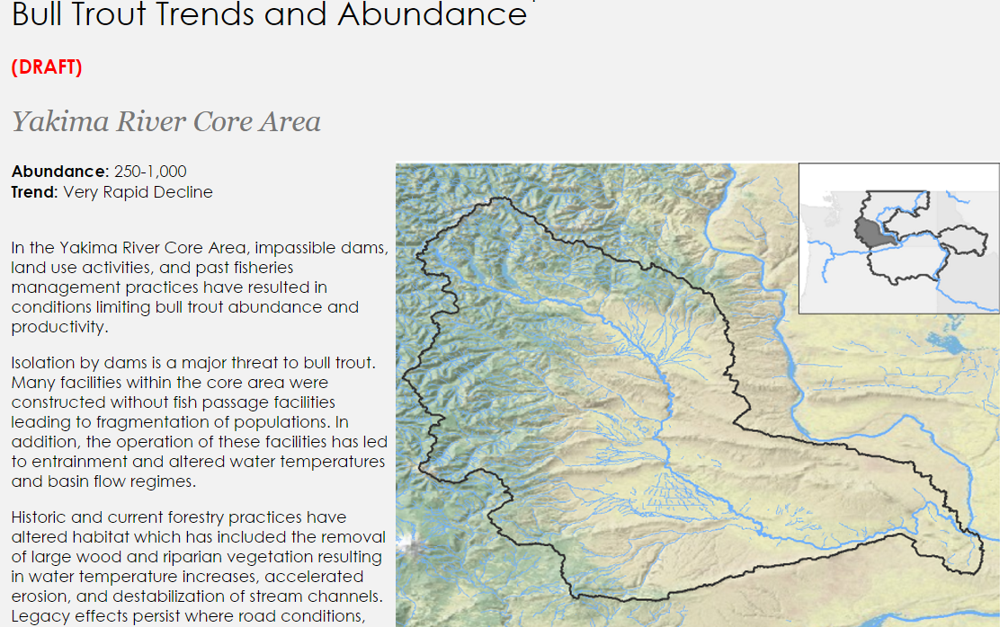 Bull Trout Trends and Abundance
(DRAFT)
Yakima River Core Area
Abundance: 250-1,000
Trend: Very Rapid Decline
In the Yakima River Core Area, impassible dams,
land use activities, and past fisheries
management practices have resulted in
conditions limiting bull trout abundance and
productivity.
Isolation by dams is a major threat to bull trout.
Many facilities within the core area were
constructed without fish passage facilities
leading to fragmentation of populations. In
addition, the operation of these facilities has led
to entrainment and altered water temperatures
and basin flow regimes.
Historic and current forestry practices have
altered habitat which has included the removal
of large wood and riparian vegetation resulting
in water temperature increases, accelerated
erosion, and destabilization of stream channels.
Legacy effects persist where road conditions,